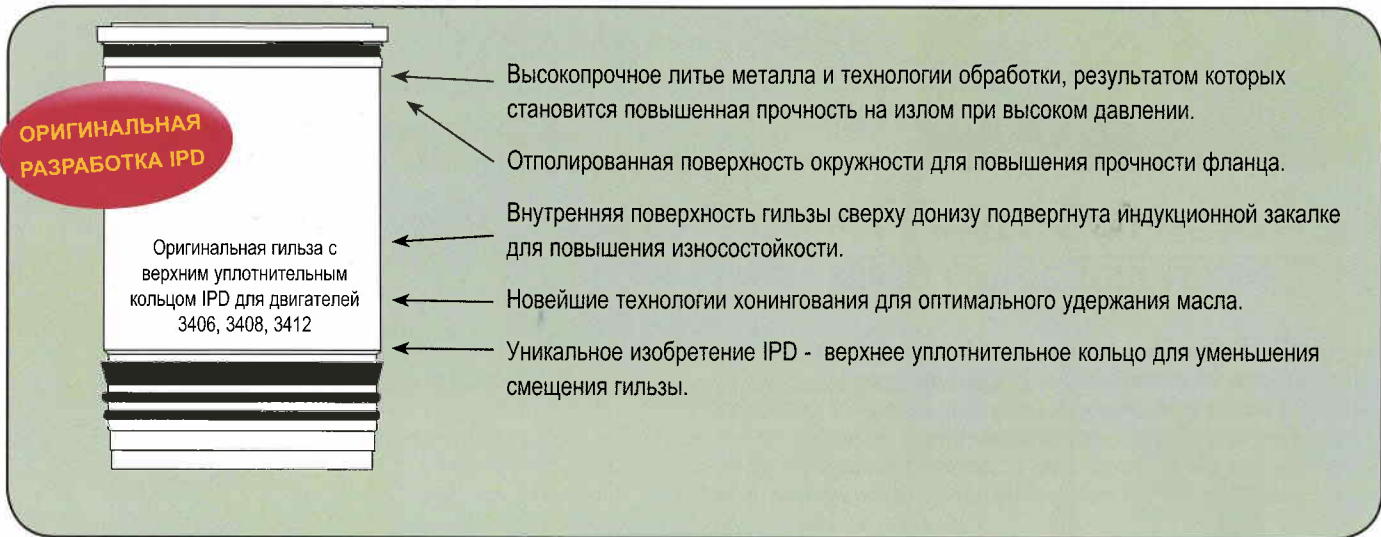 ОРИГИНАЛЬНАЯ
РАЗРАБОТКА IPD
Оригинальная гильза с
верхним уплотнительным
кольцом IPD для двигателей
3406, 3408, 3412
Высокопрочное литье металла и технологии обработки, результатом которых
становится повышенная прочность на излом при высоком давлении.
Отполированная поверхность окружности для повышения прочности фланца.
Внутренняя поверхность гильзы сверху донизу подвергнута индукционной закалке
для повышения износостойкости.
Новейшие технологии хонингования для оптимального удержания масла.
Уникальное изобретение IPD - верхнее уплотнительное кольцо для уменьшения
смещения гильзы.